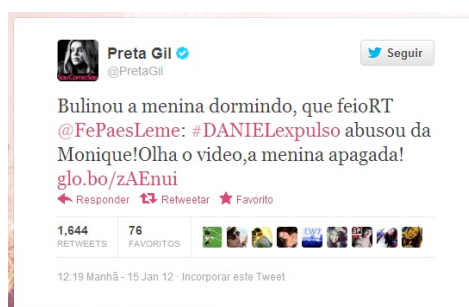 Preta Gil
@PretaGil
Seguir
Bulinou a menina dormindo, que feioRT
@FePaesLeme: #DANIELexpulso abusou da
Monique!Olha o video,a menina apagada!
glo.bo/zAEnui
Responder Retweetar Favorito
1,644 76
RETWEETS FAVORITOS
12:19 Manhã - 15 Jan 12 · Incorporar este Tweet